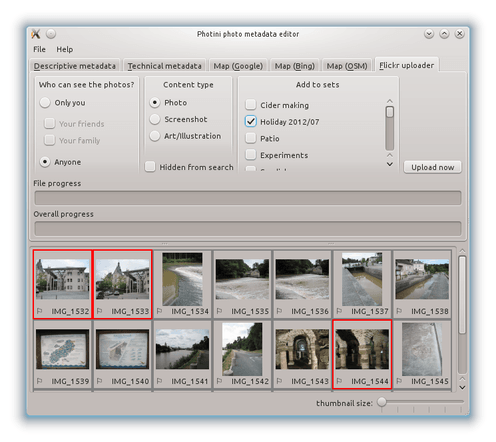 Photini photo metadata editor
File Help
Descriptive metadata Technical metadata Map (Google) Map (Bing) Map (OSM) Flickr uploader
Who can see the photos? Content type Add to sets
Only you Photo Cider making
Your friends Screenshot Holiday 2012/07
Your family Art/Illustration Patio
Anyone Hidden from search Experiments
Upload now
File progress
Overall progress
IMG_1532 IMG_1533 IMG_1534 IMG_1535 IMG_1536 IMG_1537 IMG_1538
IMG_1539 IMG_1540 IMG_1541 IMG_1542 IMG_1543 IMG_1544 IMG_1545
thumbnail size: